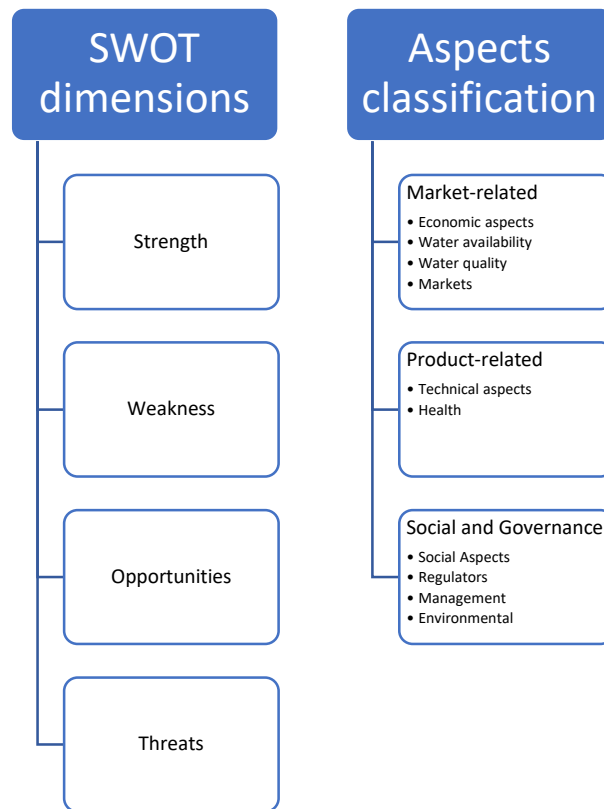 SWOT
dimensions
Strength
Weakness
Opportunities
Threats
Aspects
classification
Market-related
• Economic aspects
• Water availability
• Water quality
• Markets
Product-related
• Technical aspects
• Health
Social and Governance
• Social Aspects
• Regulators
• Management
• Environmental